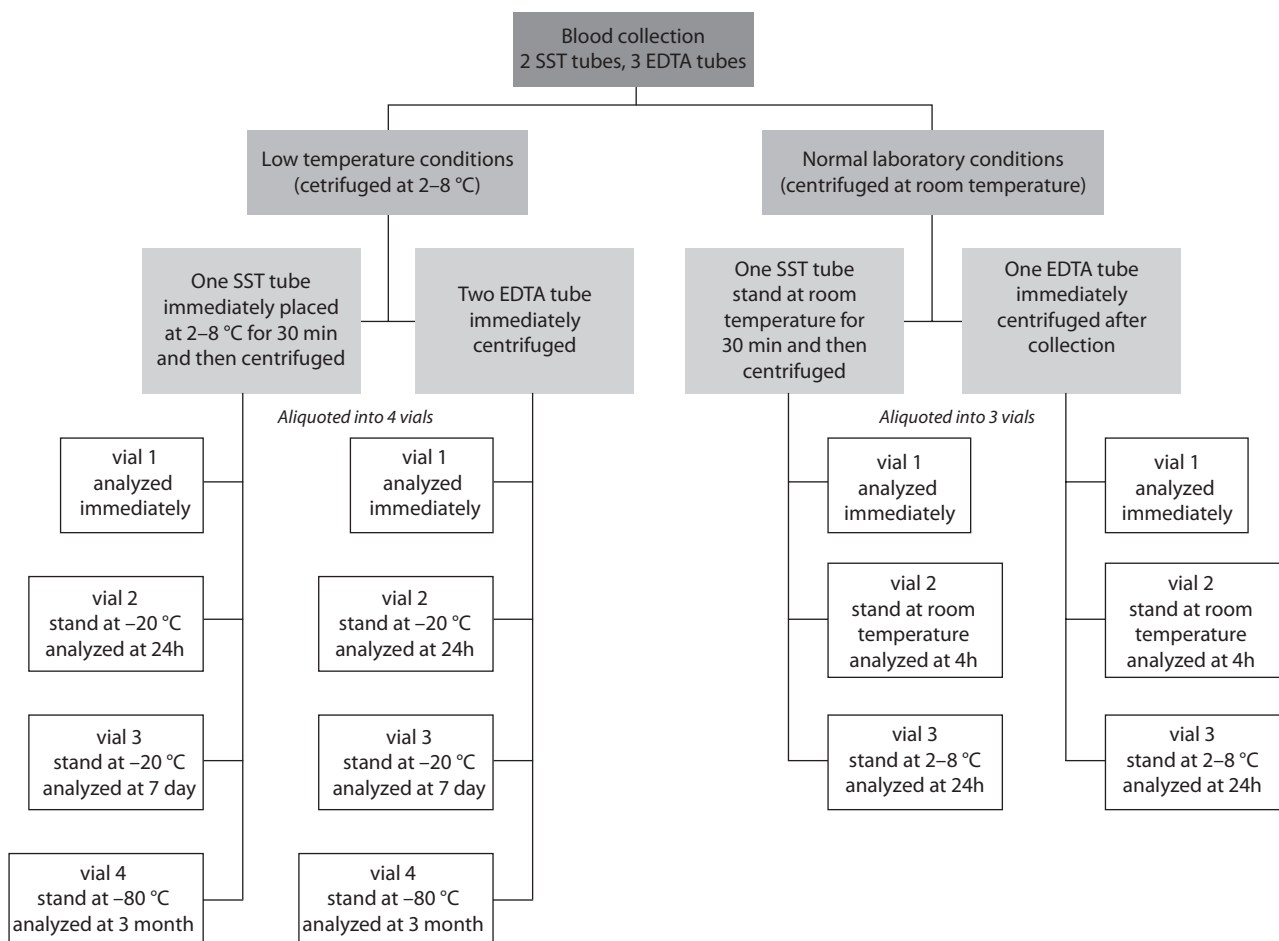 Blood collection
2 SST tubes, 3 EDTA tubes
Low temperature conditions
(cetrifuged at 2–8 °C)
Normal laboratory conditions
(centrifuged at room temperature)
One SST tube
immediately placed
at 2–8 °C for 30 min
and then centrifuged
Two EDTA tube
immediately
centrifuged
One SST tube
stand at room
temperature for
30 min and then
centrifuged
One EDTA tube
immediately
centrifuged after
collection
Aliquoted into 4 vials
Aliquoted into 3 vials
vial 1
analyzed
immediately
vial 1
analyzed
immediately
vial 1
analyzed
immediately
vial 1
analyzed
immediately
vial 2
stand at –20 °C
analyzed at 24h
vial 2
stand at –20 °C
analyzed at 24h
vial 2
stand at room
temperature
analyzed at 4h
vial 2
stand at room
temperature
analyzed at 4h
vial 3
stand at –20 °C
analyzed at 7 day
vial 3
stand at –20 °C
analyzed at 7 day
vial 3
stand at 2–8 °C
analyzed at 24h
vial 3
stand at 2–8 °C
analyzed at 24h
vial 4
stand at –80 °C
analyzed at 3 month
vial 4
stand at –80 °C
analyzed at 3 month